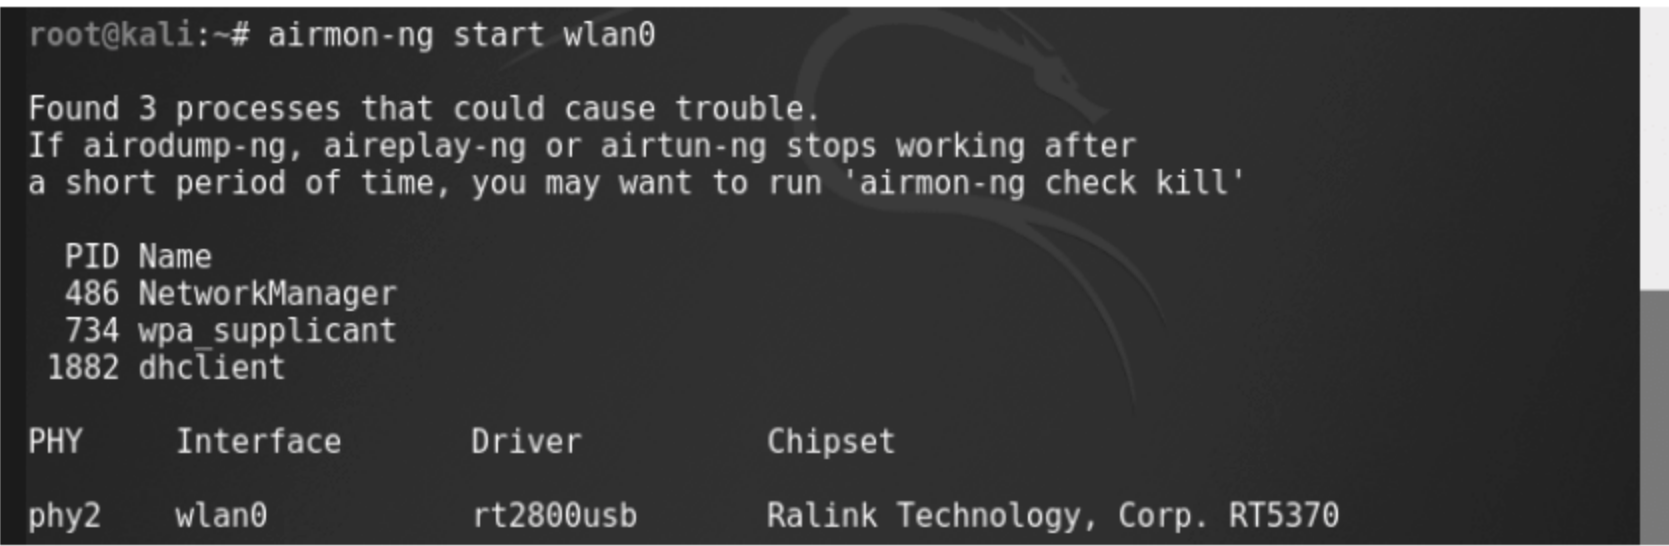 root@kali:~# airmon-ng start wlan0
Found 3 processes that could cause trouble.
If airodump-ng, aireplay-ng or airtun-ng stops working after
a short period of time, you may want to run 'airmon-ng check kill'
PID Name
486 NetworkManager
734 wpa_supplicant
1882 dhclient
PHY Interface Driver Chipset
phy2 wlan0 rt2800usb Ralink Technology, Corp. RT5370